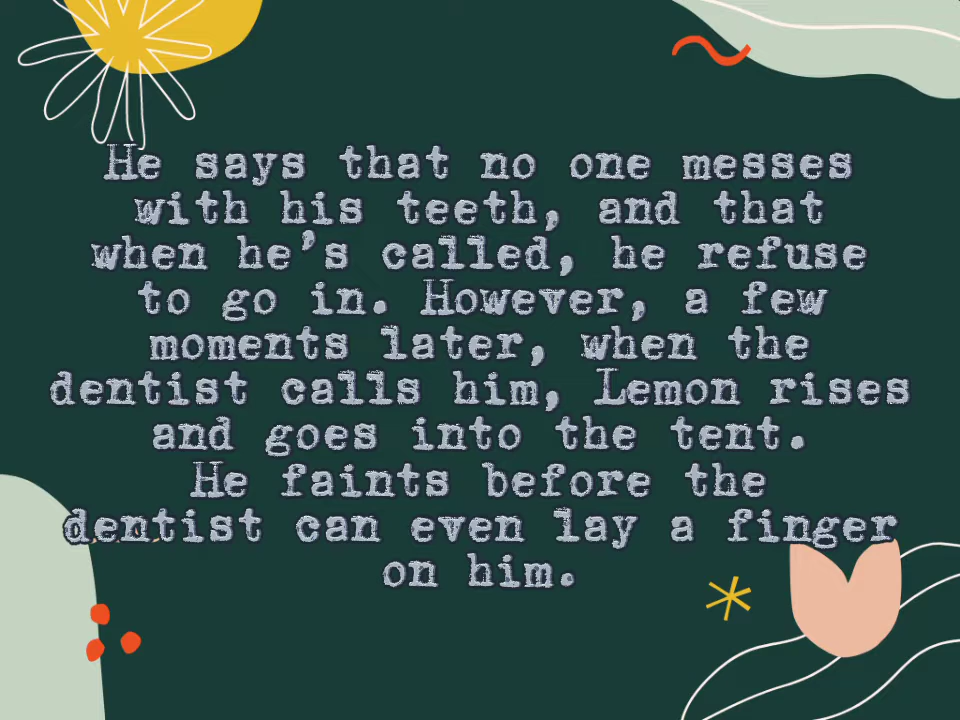 He says that no one messes
with his teeth, and that
when he's called, he refuse
to go in. However, a few
moments later, when the
dentist calls him, Lemon rises
and goes into the tent.
He faints before the
dentist can even lay a finger
on him.